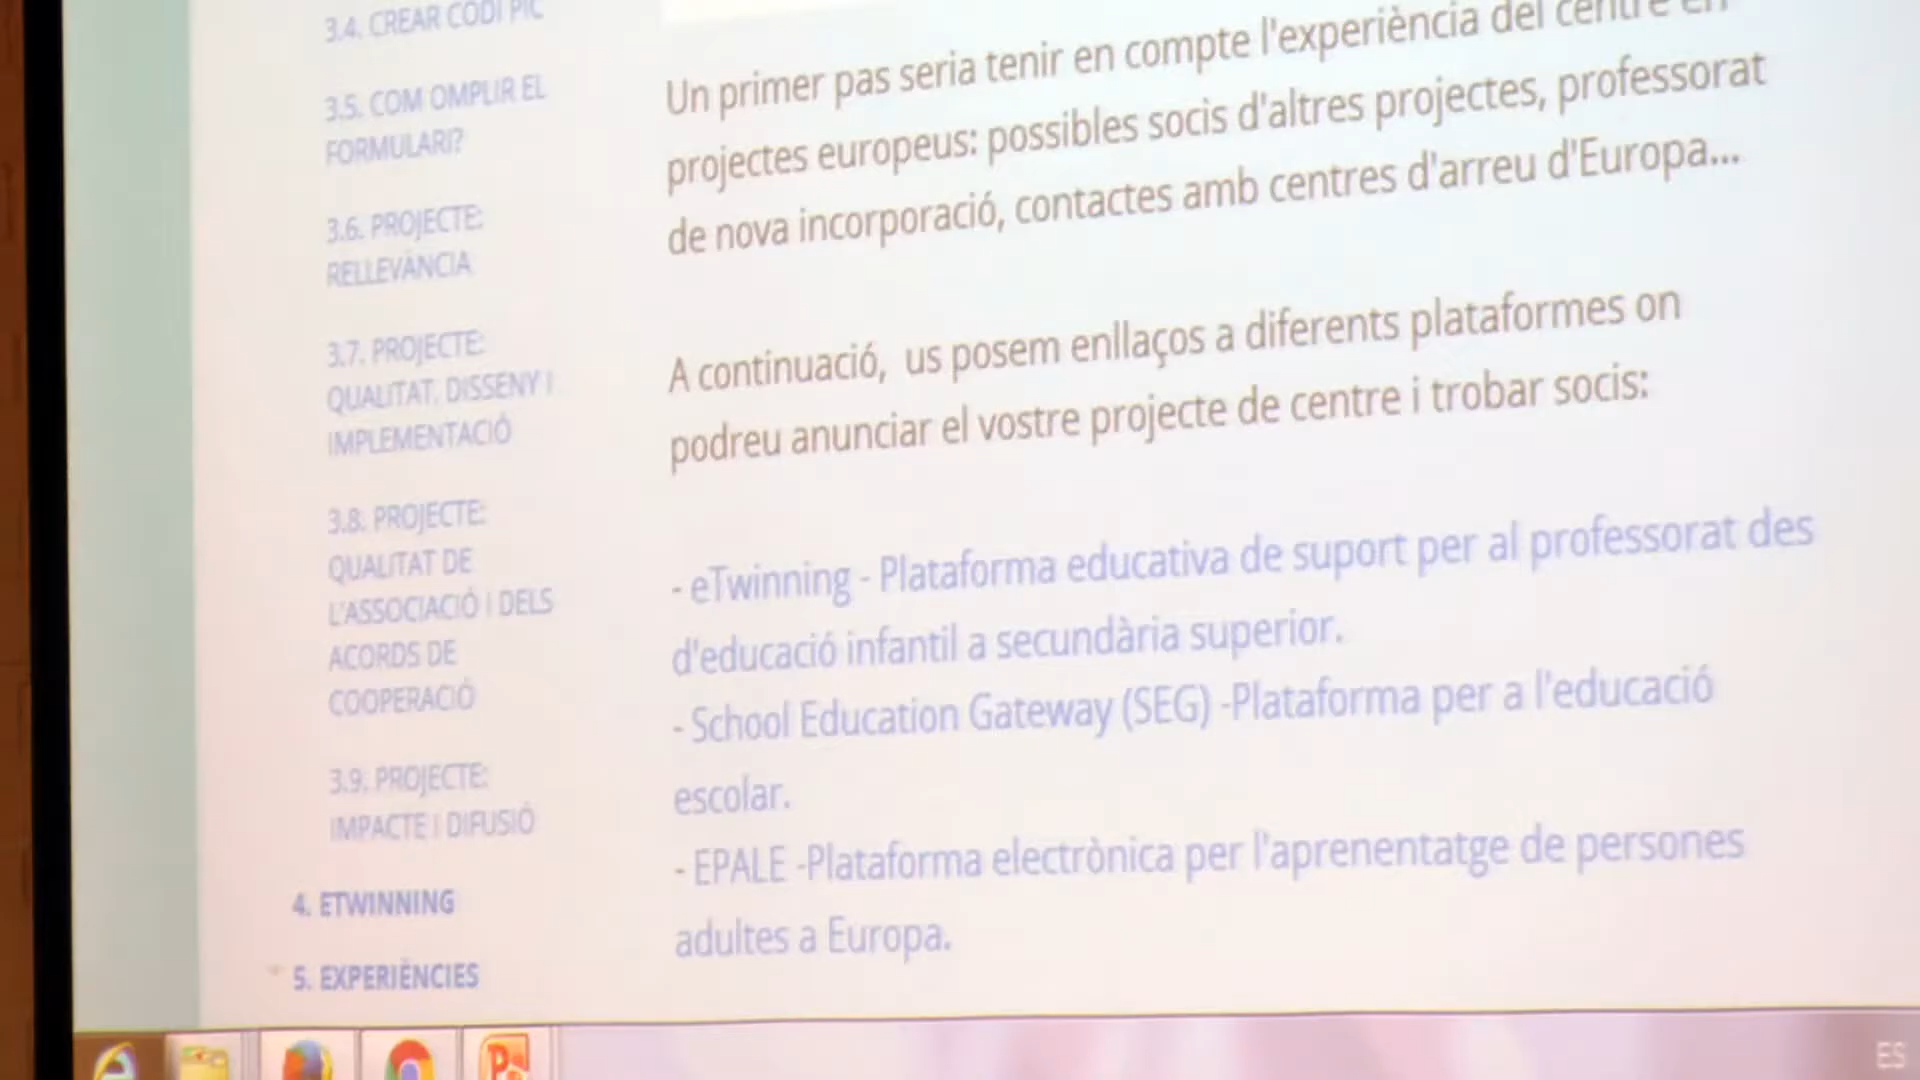 3.4. CREAR CODI PIC
3.5. COM OMPLIR EL
FORMULARI?
3.6. PROJECTE:
RELLEVÀNCIA
3.7. PROJECTE:
QUALITAT, DISSENY I
IMPLEMENTACIÓ
3.8. PROJECTE:
QUALITAT DE
L'ASSOCIACIÓ I DELS
ACORDS DE
COOPERACIÓ
3.9. PROJECTE:
IMPACTE I DIFUSIÓ
4. ETWINNING
5. EXPERIÈNCIES
Un primer pas seria tenir en compte l'experiència del centre en
projectes europeus: possibles socis d'altres projectes, professorat
de nova incorporació, contactes amb centres d'arreu d'Europa...
A continuació, us posem enllaços a diferents plataformes on
podreu anunciar el vostre projecte de centre i trobar socis:
- eTwinning - Plataforma educativa de suport per al professorat des
d'educació infantil a secundària superior.
- School Education Gateway (SEG) -Plataforma per a l'educació
escolar.
- EPALE -Plataforma electrònica per l'aprenentatge de persones
adultes a Europa.
ES